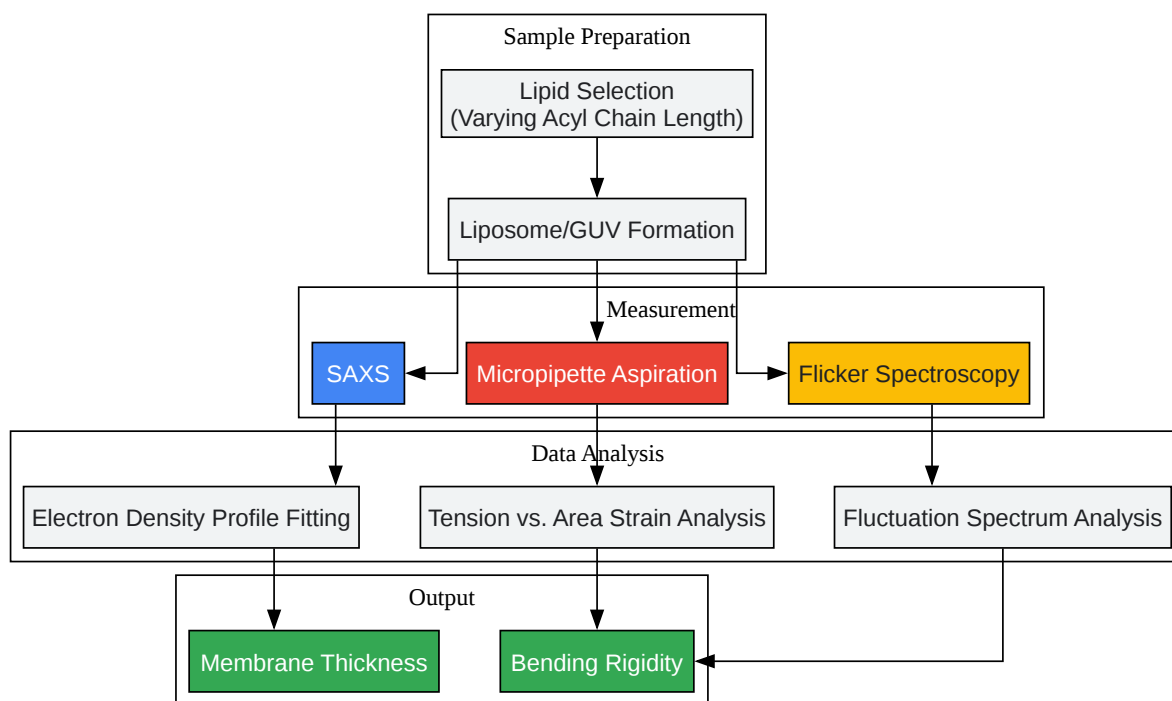 Sample Preparation
Lipid Selection
(Varying Acyl Chain Length)
Liposome/GUV Formation
Measurement
SAXS
Micropipette Aspiration
Flicker Spectroscopy
Data Analysis
Electron Density Profile Fitting
Tension vs. Area Strain Analysis
Fluctuation Spectrum Analysis
Output
Membrane Thickness
Bending Rigidity